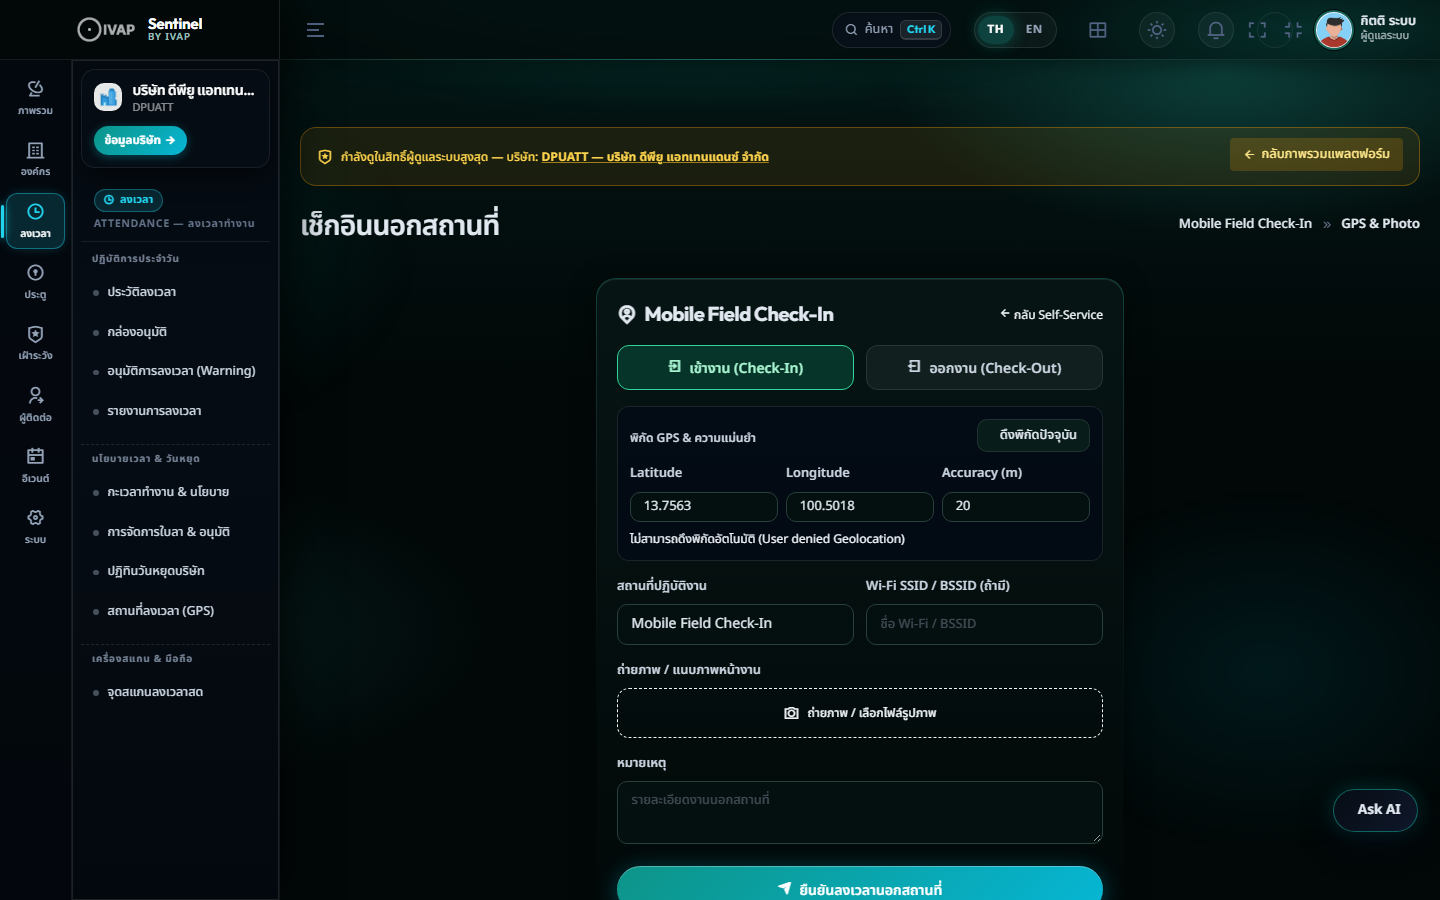 IVAP
Sentinel
BY IVAP
ค้นหา
Ctrl K
TH
EN
กิตติ ระบบ
ผู้ดูแลระบบ
ภาพรวม
องค์กร
ลงเวลา
ประตู
เฝ้าระวัง
ผู้ติดต่อ
อีเวนต์
ระบบ
บริษัท ดีพียู แอทเทน...
DPUATT
ข้อมูลบริษัท →
ลงเวลา
ATTENDANCE — ลงเวลาทำงาน
ปฏิบัติการประจำวัน
ประวัติลงเวลา
กล่องอนุมัติ
อนุมัติการลงเวลา (Warning)
รายงานการลงเวลา
นโยบายเวลา & วันหยุด
กะเวลาทำงาน & นโยบาย
การจัดการใบลา & อนุมัติ
ปฏิทินวันหยุดบริษัท
สถานที่ลงเวลา (GPS)
เครื่องสแกน & มือถือ
จุดสแกนลงเวลาสด
กำลังดูในสิทธิ์ผู้ดูแลระบบสูงสุด — บริษัท: DPUATT — บริษัท ดีพียู แอทเทนแดนซ์ จำกัด
← กลับภาพรวมแพลตฟอร์ม
เช็กอินนอกสถานที่
Mobile Field Check-In » GPS & Photo
Mobile Field Check-In
← กลับ Self-Service
เข้างาน (Check-In)
ออกงาน (Check-Out)
พิกัด GPS & ความแม่นยำ
ดึงพิกัดปัจจุบัน
Latitude
Longitude
Accuracy (m)
13.7563
100.5018
20
ไม่สามารถดึงพิกัดอัตโนมัติ (User denied Geolocation)
สถานที่ปฏิบัติงาน
Wi-Fi SSID / BSSID (ถ้ามี)
Mobile Field Check-In
ชื่อ Wi-Fi / BSSID
ถ่ายภาพ / แนบภาพหน้างาน
ถ่ายภาพ / เลือกไฟล์รูปภาพ
หมายเหตุ
รายละเอียดงานนอกสถานที่
ยืนยันลงเวลานอกสถานที่
Ask AI